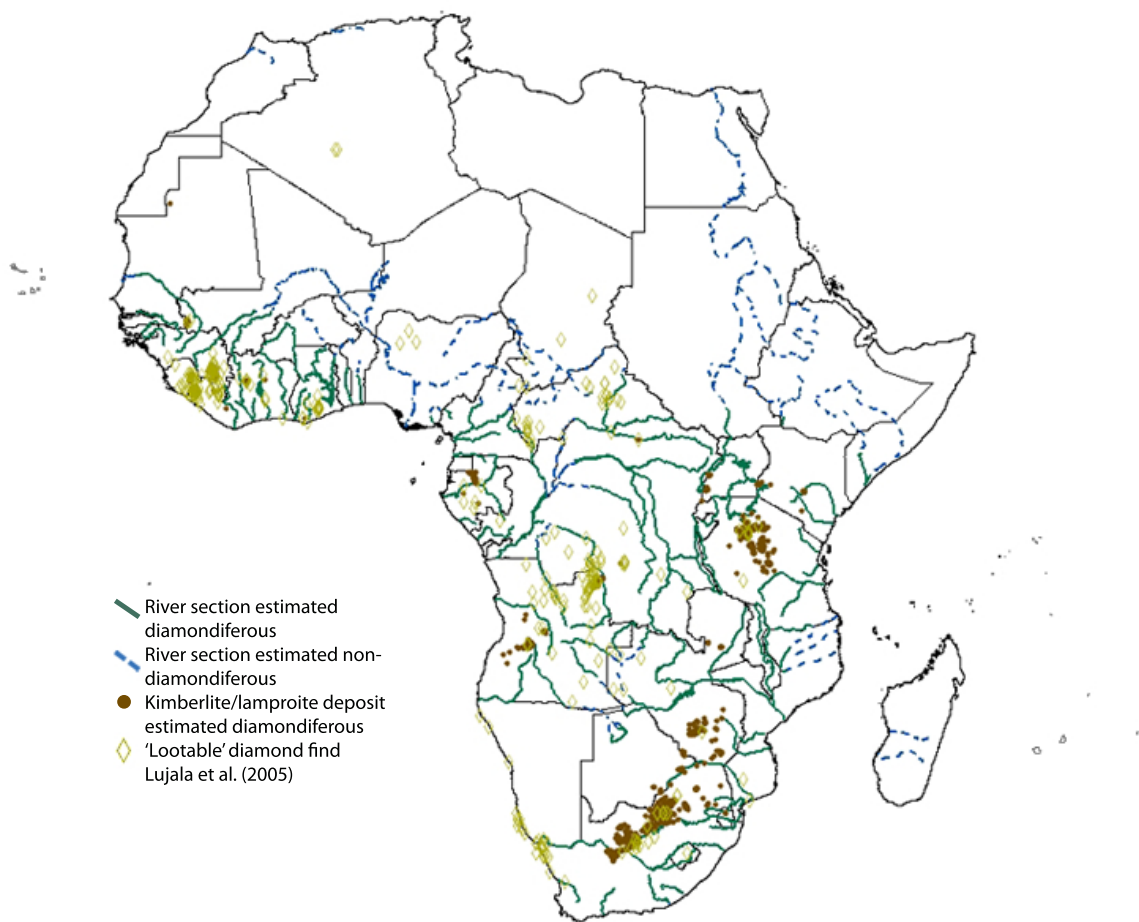 River section estimated
diamondiferous
River section estimated non-
diamondiferous
Kimberlite/lamproite deposit
estimated diamondiferous
‘Lootable’ diamond find
Lujala et al. (2005)